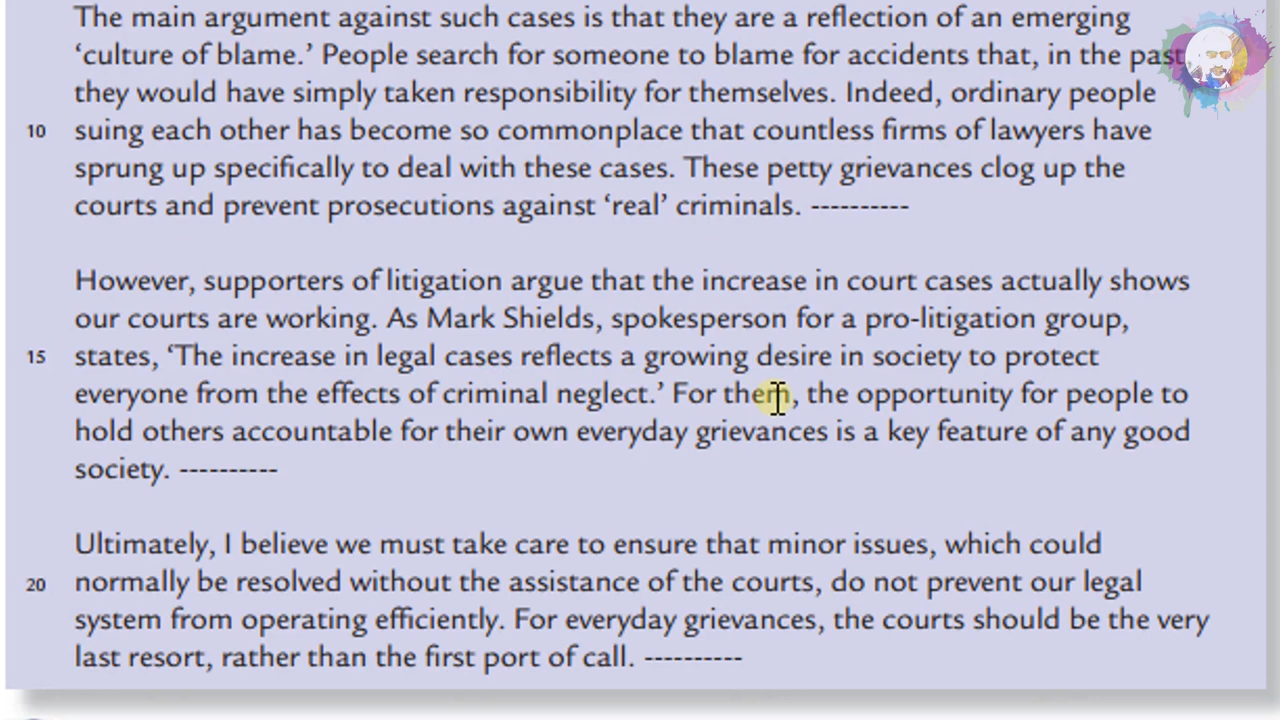 The main argument against such cases is that they are a reflection of an emerging
‘culture of blame.’ People search for someone to blame for accidents that, in the past,
they would have simply taken responsibility for themselves. Indeed, ordinary people
10 suing each other has become so commonplace that countless firms of lawyers have
sprung up specifically to deal with these cases. These petty grievances clog up the
courts and prevent prosecutions against ‘real’ criminals. ----------
However, supporters of litigation argue that the increase in court cases actually shows
our courts are working. As Mark Shields, spokesperson for a pro-litigation group,
15 states, ‘The increase in legal cases reflects a growing desire in society to protect
everyone from the effects of criminal neglect.’ For them, the opportunity for people to
hold others accountable for their own everyday grievances is a key feature of any good
society. ----------
Ultimately, I believe we must take care to ensure that minor issues, which could
20 normally be resolved without the assistance of the courts, do not prevent our legal
system from operating efficiently. For everyday grievances, the courts should be the very
last resort, rather than the first port of call. ----------